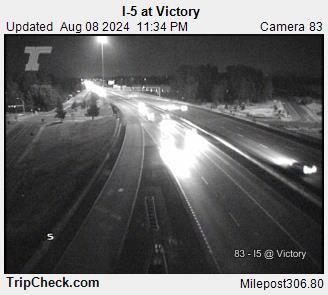 I-5 at Victory
Updated Aug 08 2024 11:34 PM Camera 83
T
S
83 - I5 @ Victory
TripCheck.com Milepost306.80